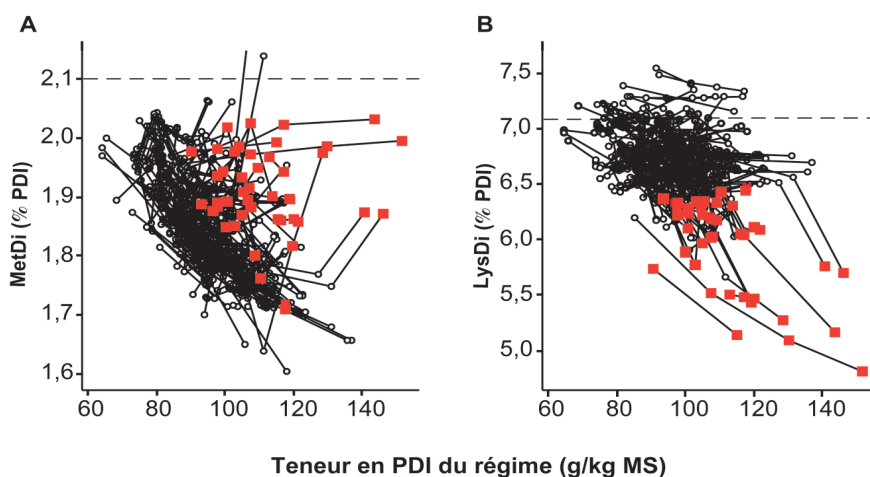 A
MetDi (% PDI)
2,1
2,0
1,9
1,8
1,7
1,6
60 80 100 120 140
B
LysDi (% PDI)
7,5
7,0
6,5
6,0
5,5
5,0
60 80 100 120 140
Teneur en PDI du régime (g/kg MS)